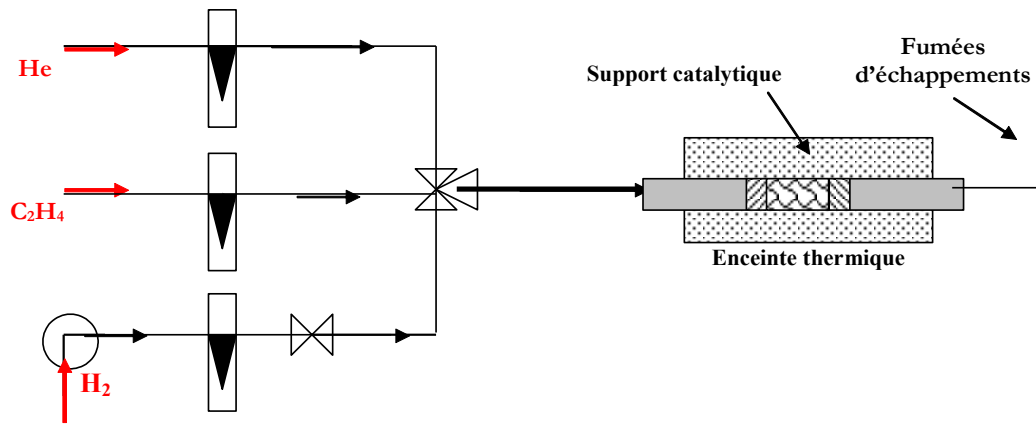 He
C₂H₄
H₂
Support catalytique
Fumées
d'échappements
Enceinte thermique